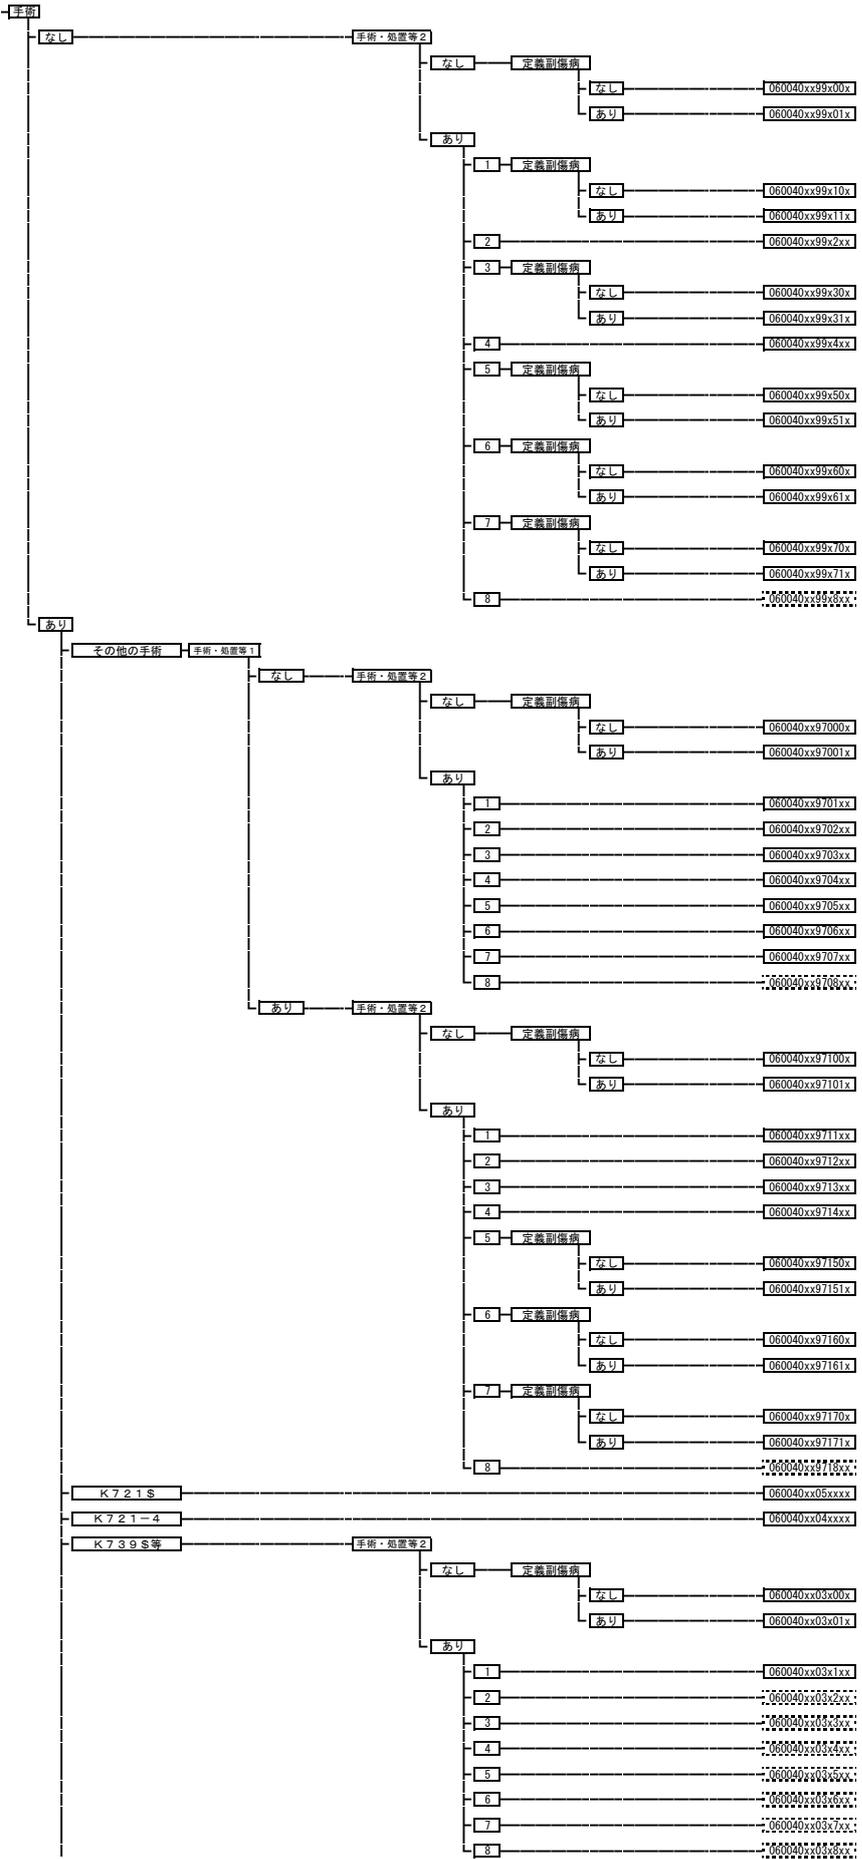 手術
なし 手術・処置等2
なし 定義副傷病
なし 060040xx99x00x
あり 060040xx99x01x
あり
1 定義副傷病
なし 060040xx99x10x
あり 060040xx99x11x
2 060040xx99x2xx
3 定義副傷病
なし 060040xx99x30x
あり 060040xx99x31x
4 060040xx99x4xx
5 定義副傷病
なし 060040xx99x50x
あり 060040xx99x51x
6 定義副傷病
なし 060040xx99x60x
あり 060040xx99x61x
7 定義副傷病
なし 060040xx99x70x
あり 060040xx99x71x
8 060040xx99x8xx
あり
その他の手術 手術・処置等1
なし 手術・処置等2
なし 定義副傷病
なし 060040xx97000x
あり 060040xx97001x
あり
1 060040xx9701xx
2 060040xx9702xx
3 060040xx9703xx
4 060040xx9704xx
5 060040xx9705xx
6 060040xx9706xx
7 060040xx9707xx
8 060040xx9708xx
あり 手術・処置等2
なし 定義副傷病
なし 060040xx97100x
あり 060040xx97101x
あり
1 060040xx9711xx
2 060040xx9712xx
3 060040xx9713xx
4 060040xx9714xx
5 定義副傷病
なし 060040xx97150x
あり 060040xx97151x
6 定義副傷病
なし 060040xx97160x
あり 060040xx97161x
7 定義副傷病
なし 060040xx97170x
あり 060040xx97171x
8 060040xx9718xx
K721$ 060040xx05xxxx
K721-4 060040xx04xxxx
K739$等 手術・処置等2
なし 定義副傷病
なし 060040xx03x00x
あり 060040xx03x01x
あり
1 060040xx03x1xx
2 060040xx03x2xx
3 060040xx03x3xx
4 060040xx03x4xx
5 060040xx03x5xx
6 060040xx03x6xx
7 060040xx03x7xx
8 060040xx03x8xx